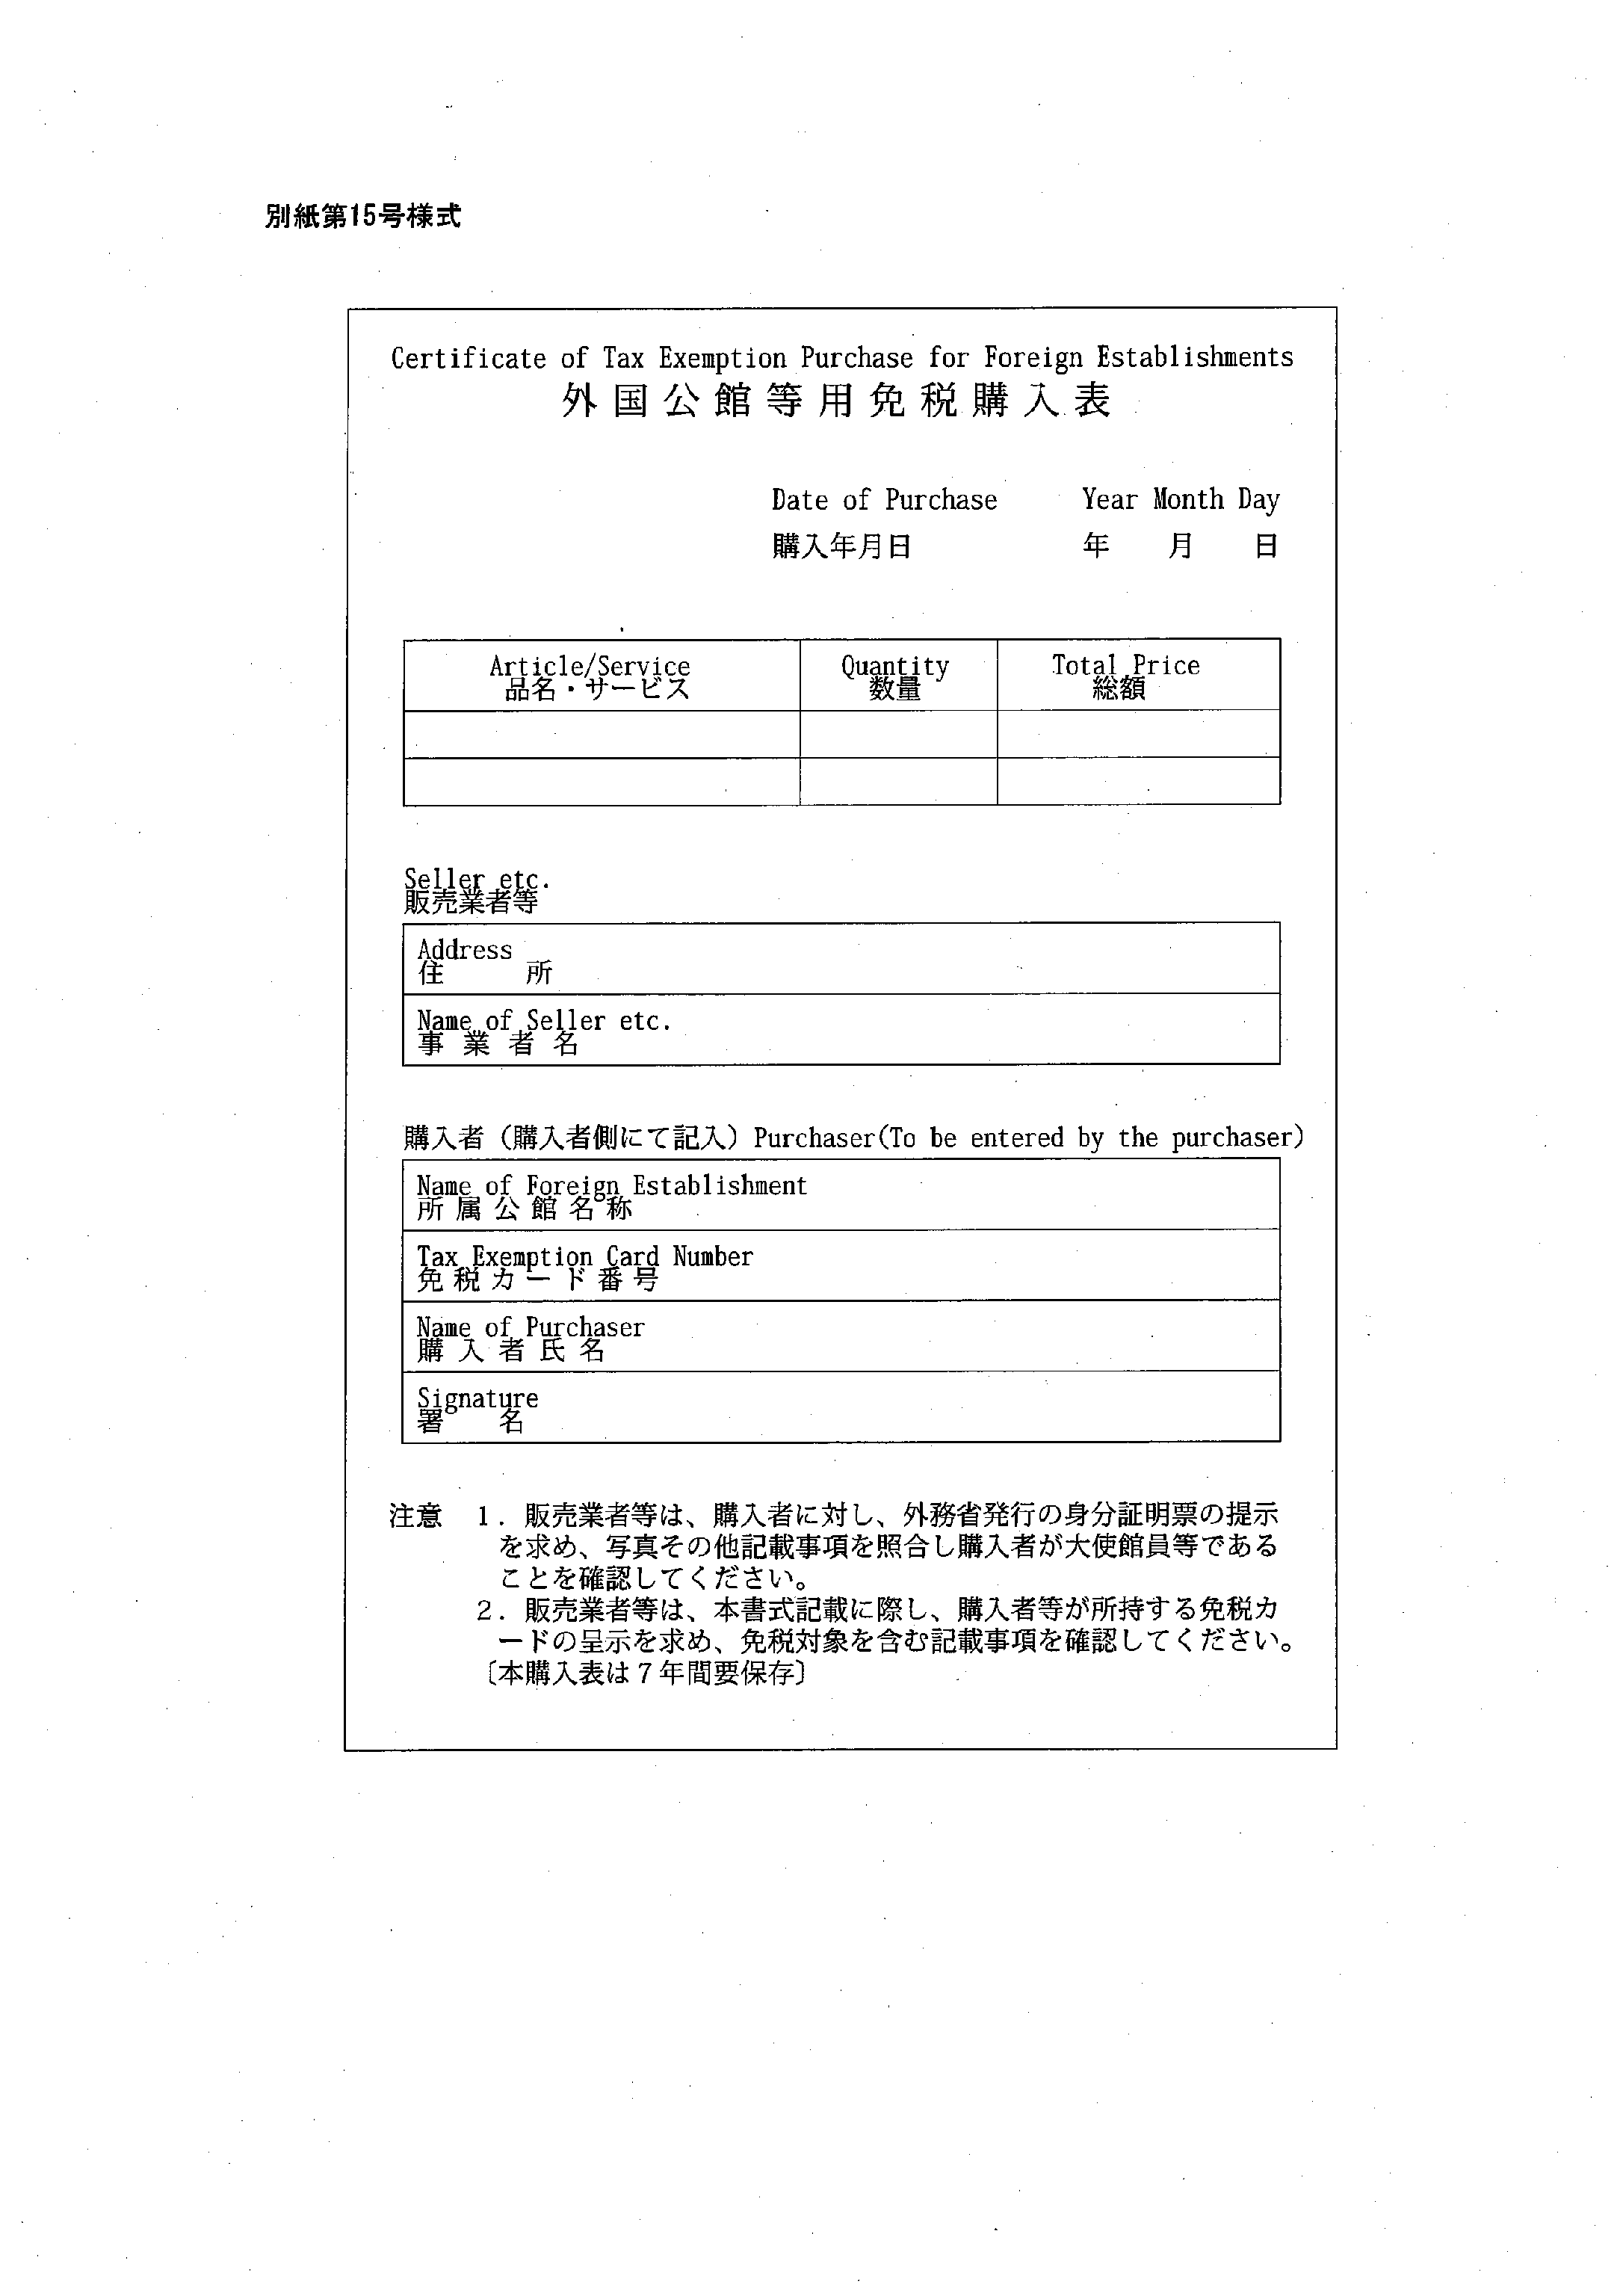 別紙第15号様式
Certificate of Tax Exemption Purchase for Foreign Establishments
外国公館等用免税購入表
Date of Purchase Year Month Day
購入年月日 年 月 日
Article/Service Quantity Total Price
品名・サービス 数量 総額
Seller etc.
販売業者等
Address
住 所
Name of Seller etc.
事業者名
購入者（購入者側にて記入）Purchaser(To be entered by the purchaser)
Name of Foreign Establishment
所属公館名称
Tax Exemption Card Number
免税カード番号
Name of Purchaser
購入者氏名
Signature
署 名
注意 1．販売業者等は、購入者に対し、外務省発行の身分証明票の提示
を求め、写真その他記載事項を照合し購入者が大使館員等である
ことを確認してください。
2．販売業者等は、本書式記載に際し、購入者等が所持する免税カ
ードの呈示を求め、免税対象を含む記載事項を確認してください。
〔本購入表は７年間要保存〕